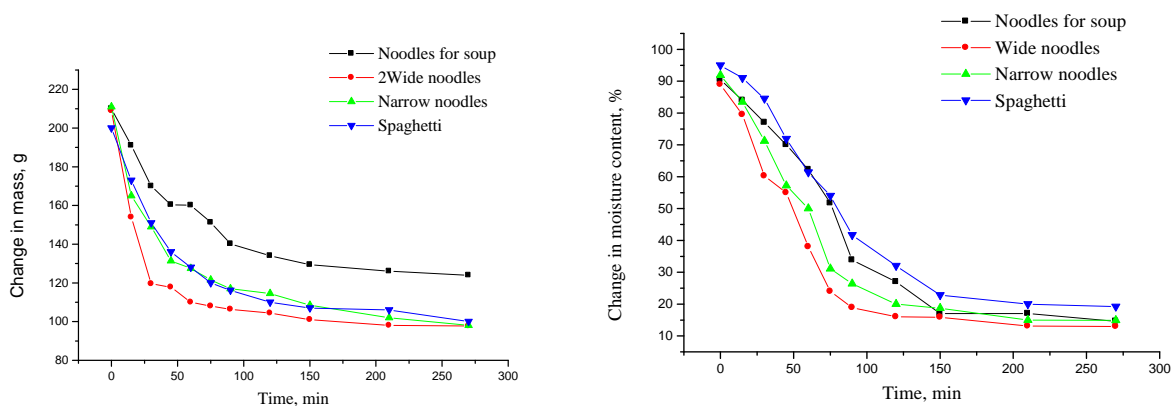 Noodles for soup
2Wide noodles
Narrow noodles
Spaghetti
Change in mass, g
220
200
180
160
140
120
100
80
0
50
100
150
200
250
300
Time, min
Noodles for soup
Wide noodles
Narrow noodles
Spaghetti
Change in moisture content, %
100
90
80
70
60
50
40
30
20
10
0
50
100
150
200
250
300
Time, min